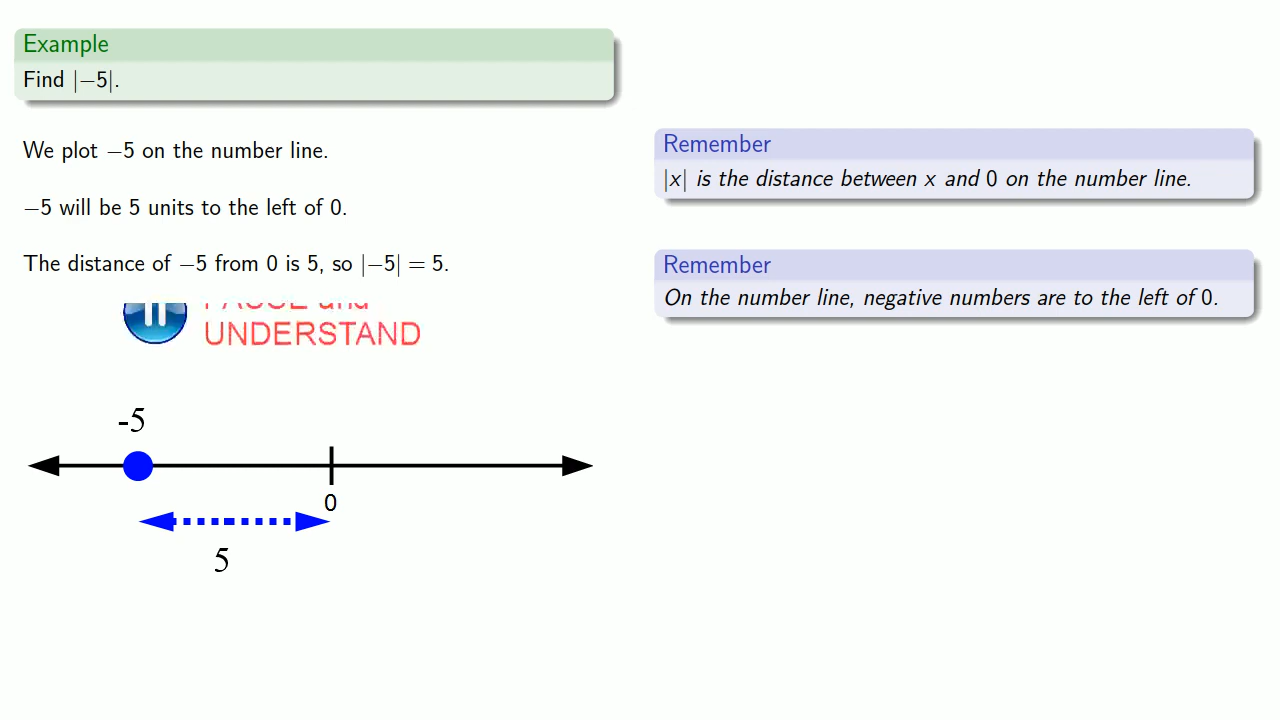 Example
Find |−5|.
We plot −5 on the number line.
−5 will be 5 units to the left of 0.
The distance of −5 from 0 is 5, so |−5| = 5.
Remember
|x| is the distance between x and 0 on the number line.
Remember
On the number line, negative numbers are to the left of 0.
PAUSE and
UNDERSTAND
-5
0
5